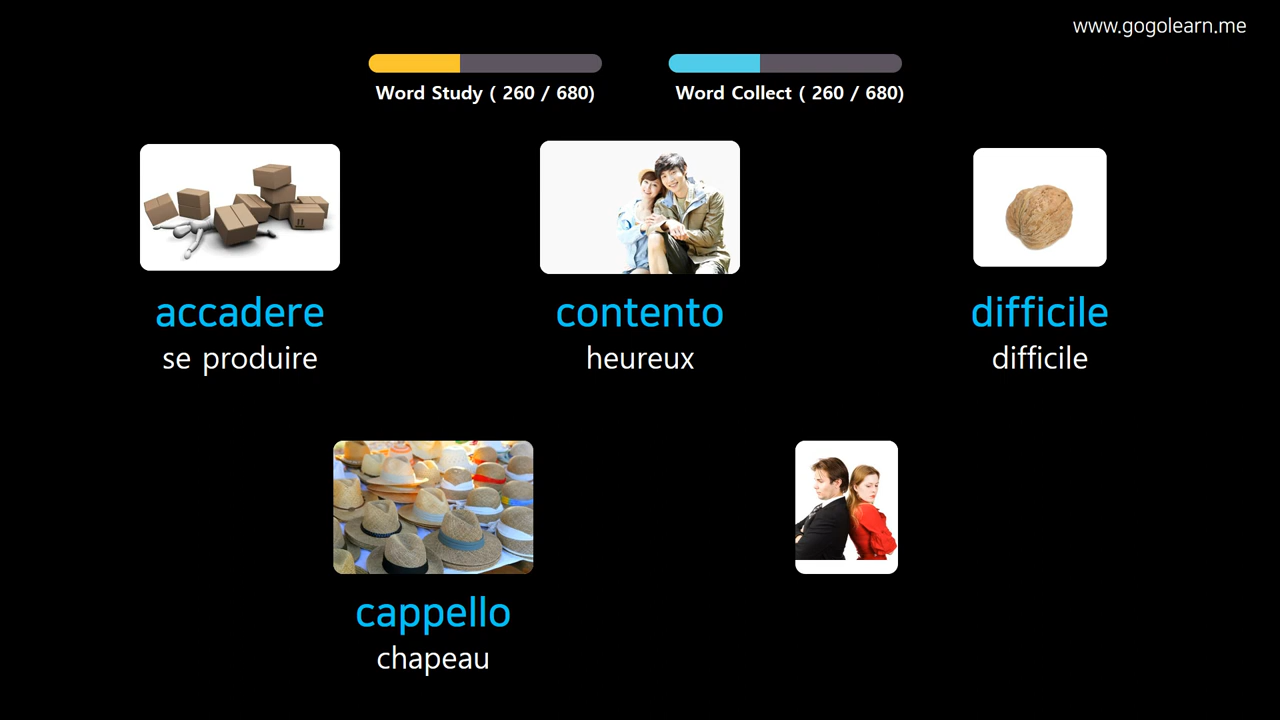 www.gogolearn.me
Word Study ( 260 / 680)
Word Collect ( 260 / 680)
accadere
se produire
contento
heureux
difficile
difficile
cappello
chapeau